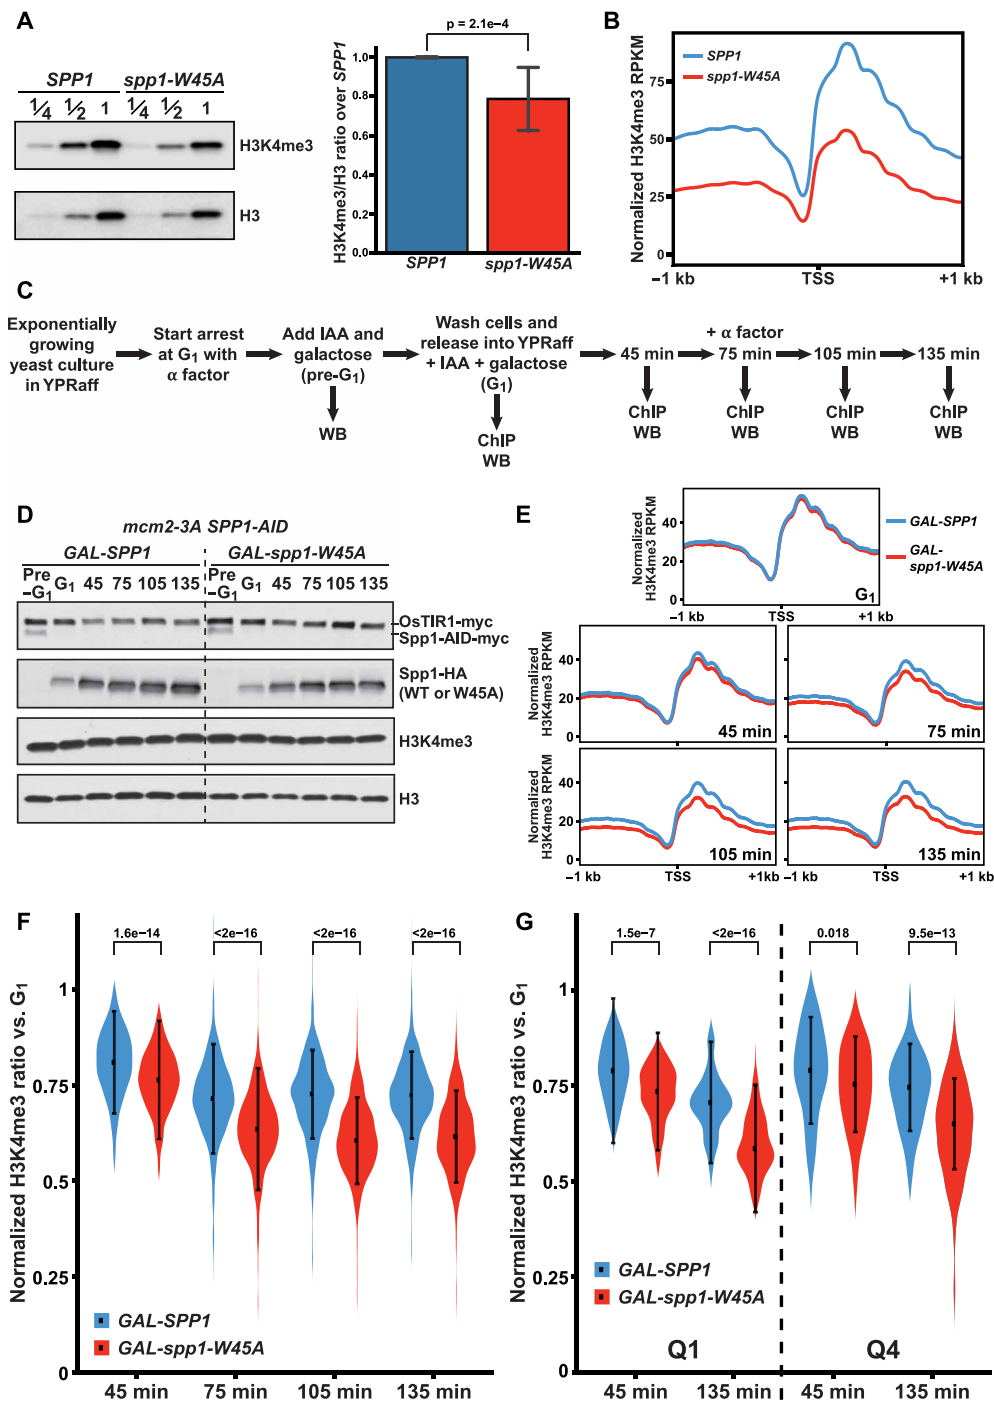 A
SPP1 spp1-W45A
1/4 1/2 1 1/4 1/2 1
H3K4me3
H3
p = 2.1e−4
H3K4me3/H3 ratio over SPP1
1.0
0.8
0.6
0.4
0.2
0.0
SPP1 spp1-W45A
B
Normalized H3K4me3 RPKM
SPP1
spp1-W45A
75
50
25
0
−1 kb TSS +1 kb
C
Exponentially
growing
yeast culture
in YPRaff
Start arrest
at G1 with
α factor
Add IAA and
galactose
(pre-G1)
WB
Wash cells and
release into YPRaff
+ IAA + galactose
(G1)
ChIP
WB
45 min
ChIP
WB
+ α factor
75 min
ChIP
WB
105 min
ChIP
WB
135 min
ChIP
WB
D
mcm2-3A SPP1-AID
GAL-SPP1 GAL-spp1-W45A
Pre
-G1 G1 45 75 105 135
Pre
-G1 G1 45 75 105 135
OsTIR1-myc
Spp1-AID-myc
Spp1-HA
(WT or W45A)
H3K4me3
H3
E
Normalized
H3K4me3 RPKM
40
20
0
G1
−1 kb TSS +1 kb
GAL-SPP1
GAL-
spp1-W45A
Normalized
H3K4me3 RPKM
40
20
0
45 min
40
20
0
75 min
Normalized
H3K4me3 RPKM
40
20
0
105 min
−1 kb TSS +1kb
40
20
0
135 min
−1 kb TSS +1 kb
F
Normalized H3K4me3 ratio vs. G1
1.6e−14 <2e−16 <2e−16 <2e−16
1
0.75
0.5
0.25
0
GAL-SPP1
GAL-spp1-W45A
45 min 75 min 105 min 135 min
G
Normalized H3K4me3 ratio vs. G1
1.5e−7 <2e−16 0.018 9.5e−13
1
0.75
0.5
0.25
0
GAL-SPP1
GAL-spp1-W45A
Q1 Q4
45 min 135 min 45 min 135 min